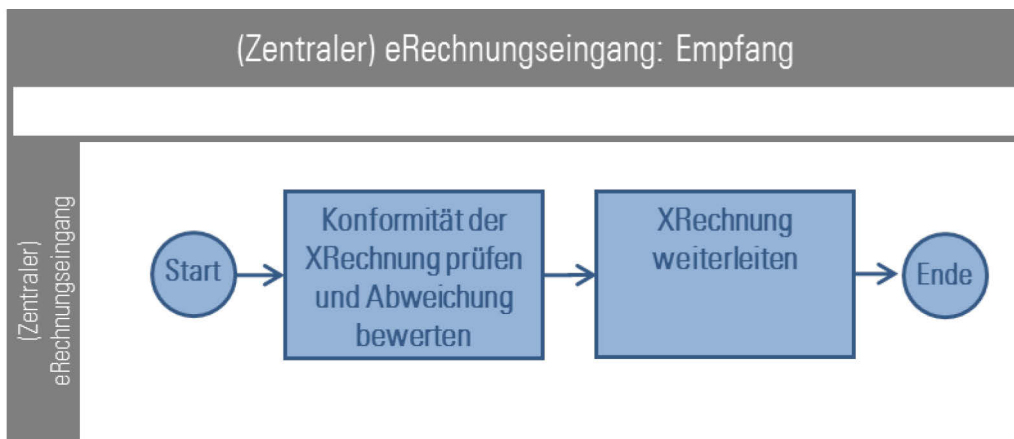 (Zentraler) eRechnungseingang: Empfang
(Zentraler)
eRechnungseingang
Start
Konformität der
XRechnung prüfen
und Abweichung
bewerten
XRechnung
weiterleiten
Ende